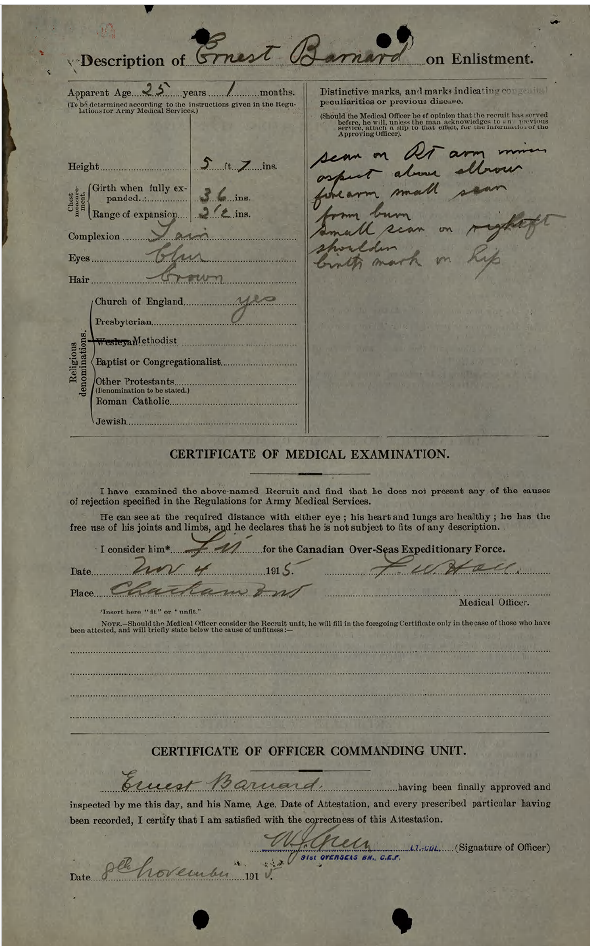 Description of Ernest Barnard on Enlistment.
Apparent Age 25 years 1 months.
(To be determined according to the instructions given in the Regulations for Army Medical Services.)
Height 5 ft 7 ins.
Chest measurement.
Girth when fully expanded 36 ins.
Range of expansion 2½ ins.
Complexion Fair
Eyes blue
Hair brown
Religious denominations.
Church of England yes
Presbyterian
Wesleyan Methodist
Baptist or Congregationalist
Other Protestants
(Denomination to be stated.)
Roman Catholic
Jewish
Distinctive marks, and marks indicating congenital
peculiarities or previous disease.
(Should the Medical Officer be of opinion that the recruit has served
before, he will, unless the man acknowledges to any previous
service, attach a slip to that effect, for the information of the
Approving Officer).
scar on Rt arm inner
aspect above elbow
forearm small scar
from burn
small scar on right
shoulder
birth mark on hip
CERTIFICATE OF MEDICAL EXAMINATION.
I have examined the above-named Recruit and find that he does not present any of the causes
of rejection specified in the Regulations for Army Medical Services.
He can see at the required distance with either eye; his heart and lungs are healthy; he has the
free use of his joints and limbs, and he declares that he is not subject to fits of any description.
I consider him* Fit for the Canadian Over-Seas Expeditionary Force.
Date Nov 4 1915.
F. W. Hall.
Place Chatham Ont
Medical Officer.
*Insert here "fit" or "unfit."
NOTE.—Should the Medical Officer consider the Recruit unfit, he will fill in the foregoing Certificate only in the case of those who have
been attested, and will briefly state below the cause of unfitness:—
CERTIFICATE OF OFFICER COMMANDING UNIT.
Ernest Barnard. having been finally approved and
inspected by me this day, and his Name, Age, Date of Attestation, and every prescribed particular having
been recorded, I certify that I am satisfied with the correctness of this Attestation.
W. J. Green LT.-COL. (Signature of Officer)
91st OVERSEAS BN., C.E.F.
Date 8th November 1915.